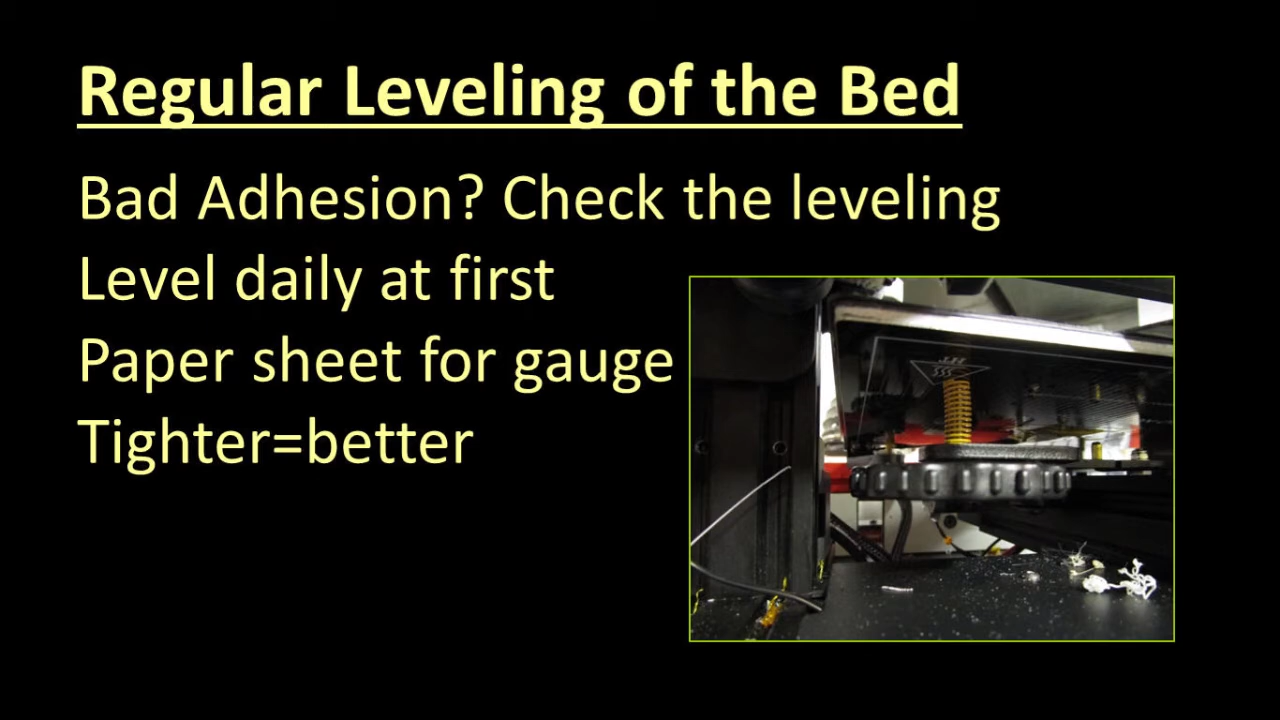 Regular Leveling of the Bed
Bad Adhesion? Check the leveling
Level daily at first
Paper sheet for gauge
Tighter=better